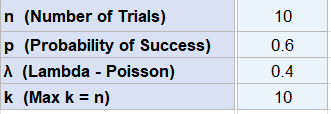 n (Number of Trials) 10
p (Probability of Success) 0.6
λ (Lambda - Poisson) 0.4
k (Max k = n) 10